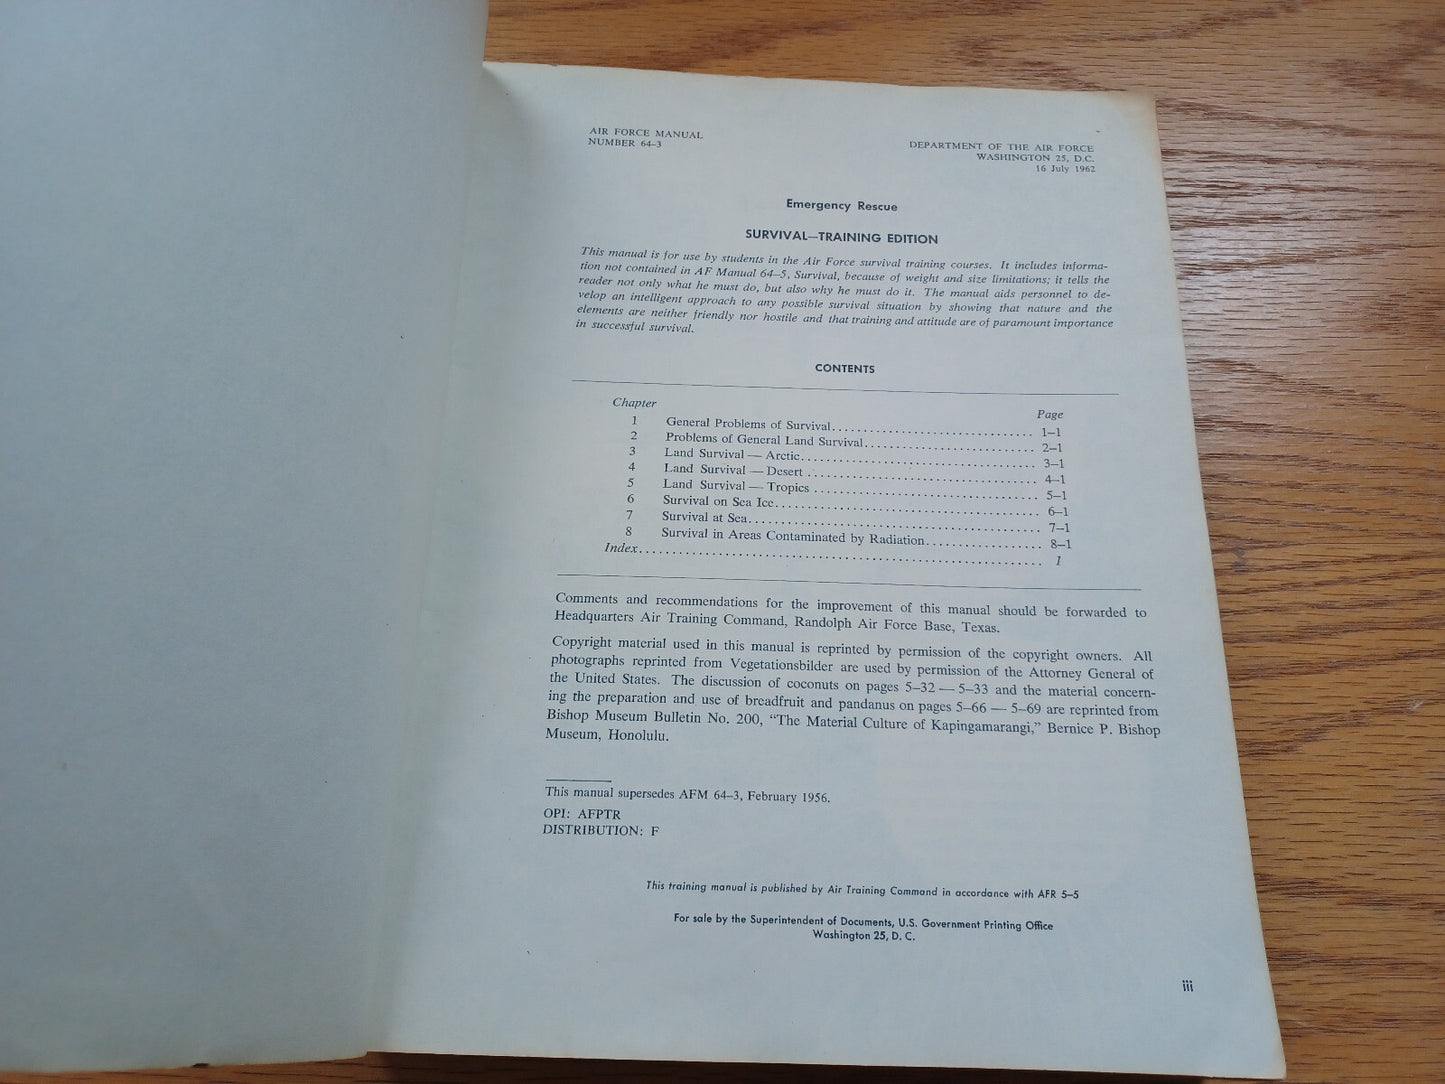 AIR FORCE MANUAL
NUMBER 64–3
DEPARTMENT OF THE AIR FORCE
WASHINGTON 25, D.C.
16 July 1962
Emergency Rescue
SURVIVAL—TRAINING EDITION
This manual is for use by students in the Air Force survival training courses. It includes informa-
tion not contained in AF Manual 64–5, Survival, because of weight and size limitations; it tells the
reader not only what he must do, but also why he must do it. The manual aids personnel to de-
velop an intelligent approach to any possible survival situation by showing that nature and the
elements are neither friendly nor hostile and that training and attitude are of paramount importance
in successful survival.
CONTENTS
Chapter Page
1 General Problems of Survival................................ 1–1
2 Problems of General Land Survival.......................... 2–1
3 Land Survival — Arctic.................................... 3–1
4 Land Survival — Desert ................................... 4–1
5 Land Survival — Tropics .................................. 5–1
6 Survival on Sea Ice........................................ 6–1
7 Survival at Sea............................................ 7–1
8 Survival in Areas Contaminated by Radiation.................. 8–1
Index............................................................. 1
Comments and recommendations for the improvement of this manual should be forwarded to
Headquarters Air Training Command, Randolph Air Force Base, Texas.
Copyright material used in this manual is reprinted by permission of the copyright owners. All
photographs reprinted from Vegetationsbilder are used by permission of the Attorney General of
the United States. The discussion of coconuts on pages 5–32 — 5–33 and the material concern-
ing the preparation and use of breadfruit and pandanus on pages 5–66 — 5–69 are reprinted from
Bishop Museum Bulletin No. 200, “The Material Culture of Kapingamarangi,” Bernice P. Bishop
Museum, Honolulu.
This manual supersedes AFM 64–3, February 1956.
OPI: AFPTR
DISTRIBUTION: F
This training manual is published by Air Training Command in accordance with AFR 5–5
For sale by the Superintendent of Documents, U.S. Government Printing Office
Washington 25, D. C.
iii